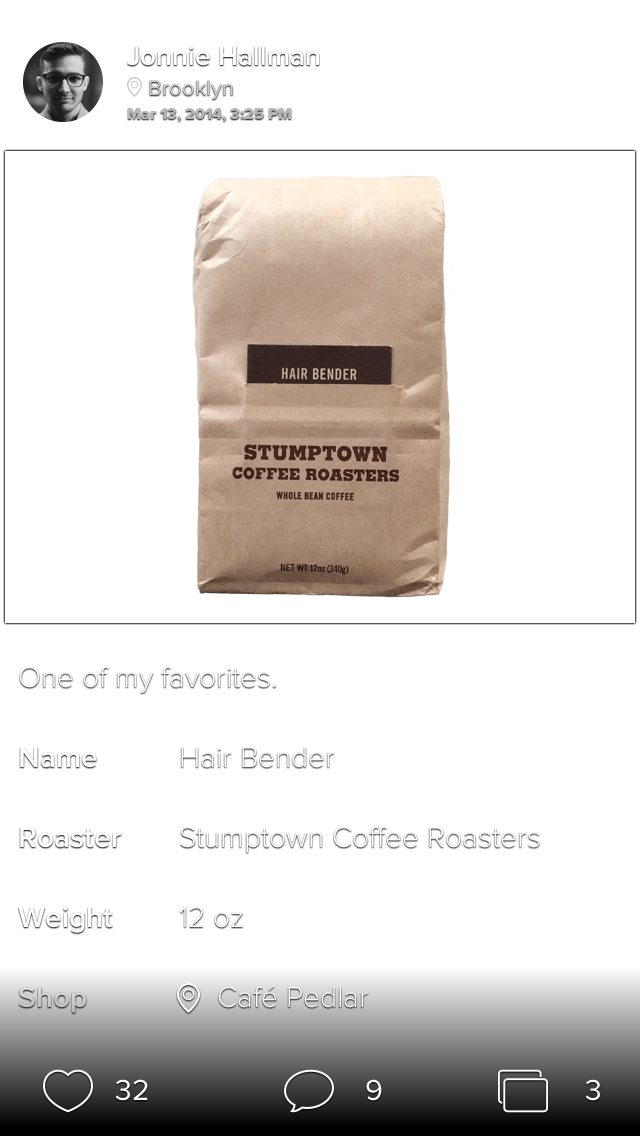 Jonnie Hallman
Brooklyn
Mar 13, 2014, 3:25 PM
HAIR BENDER
STUMPTOWN
COFFEE ROASTERS
WHOLE BEAN COFFEE
NET WT 12oz (340g)
One of my favorites.
Name Hair Bender
Roaster Stumptown Coffee Roasters
Weight 12 oz
Shop Café Pedlar
32 9 3